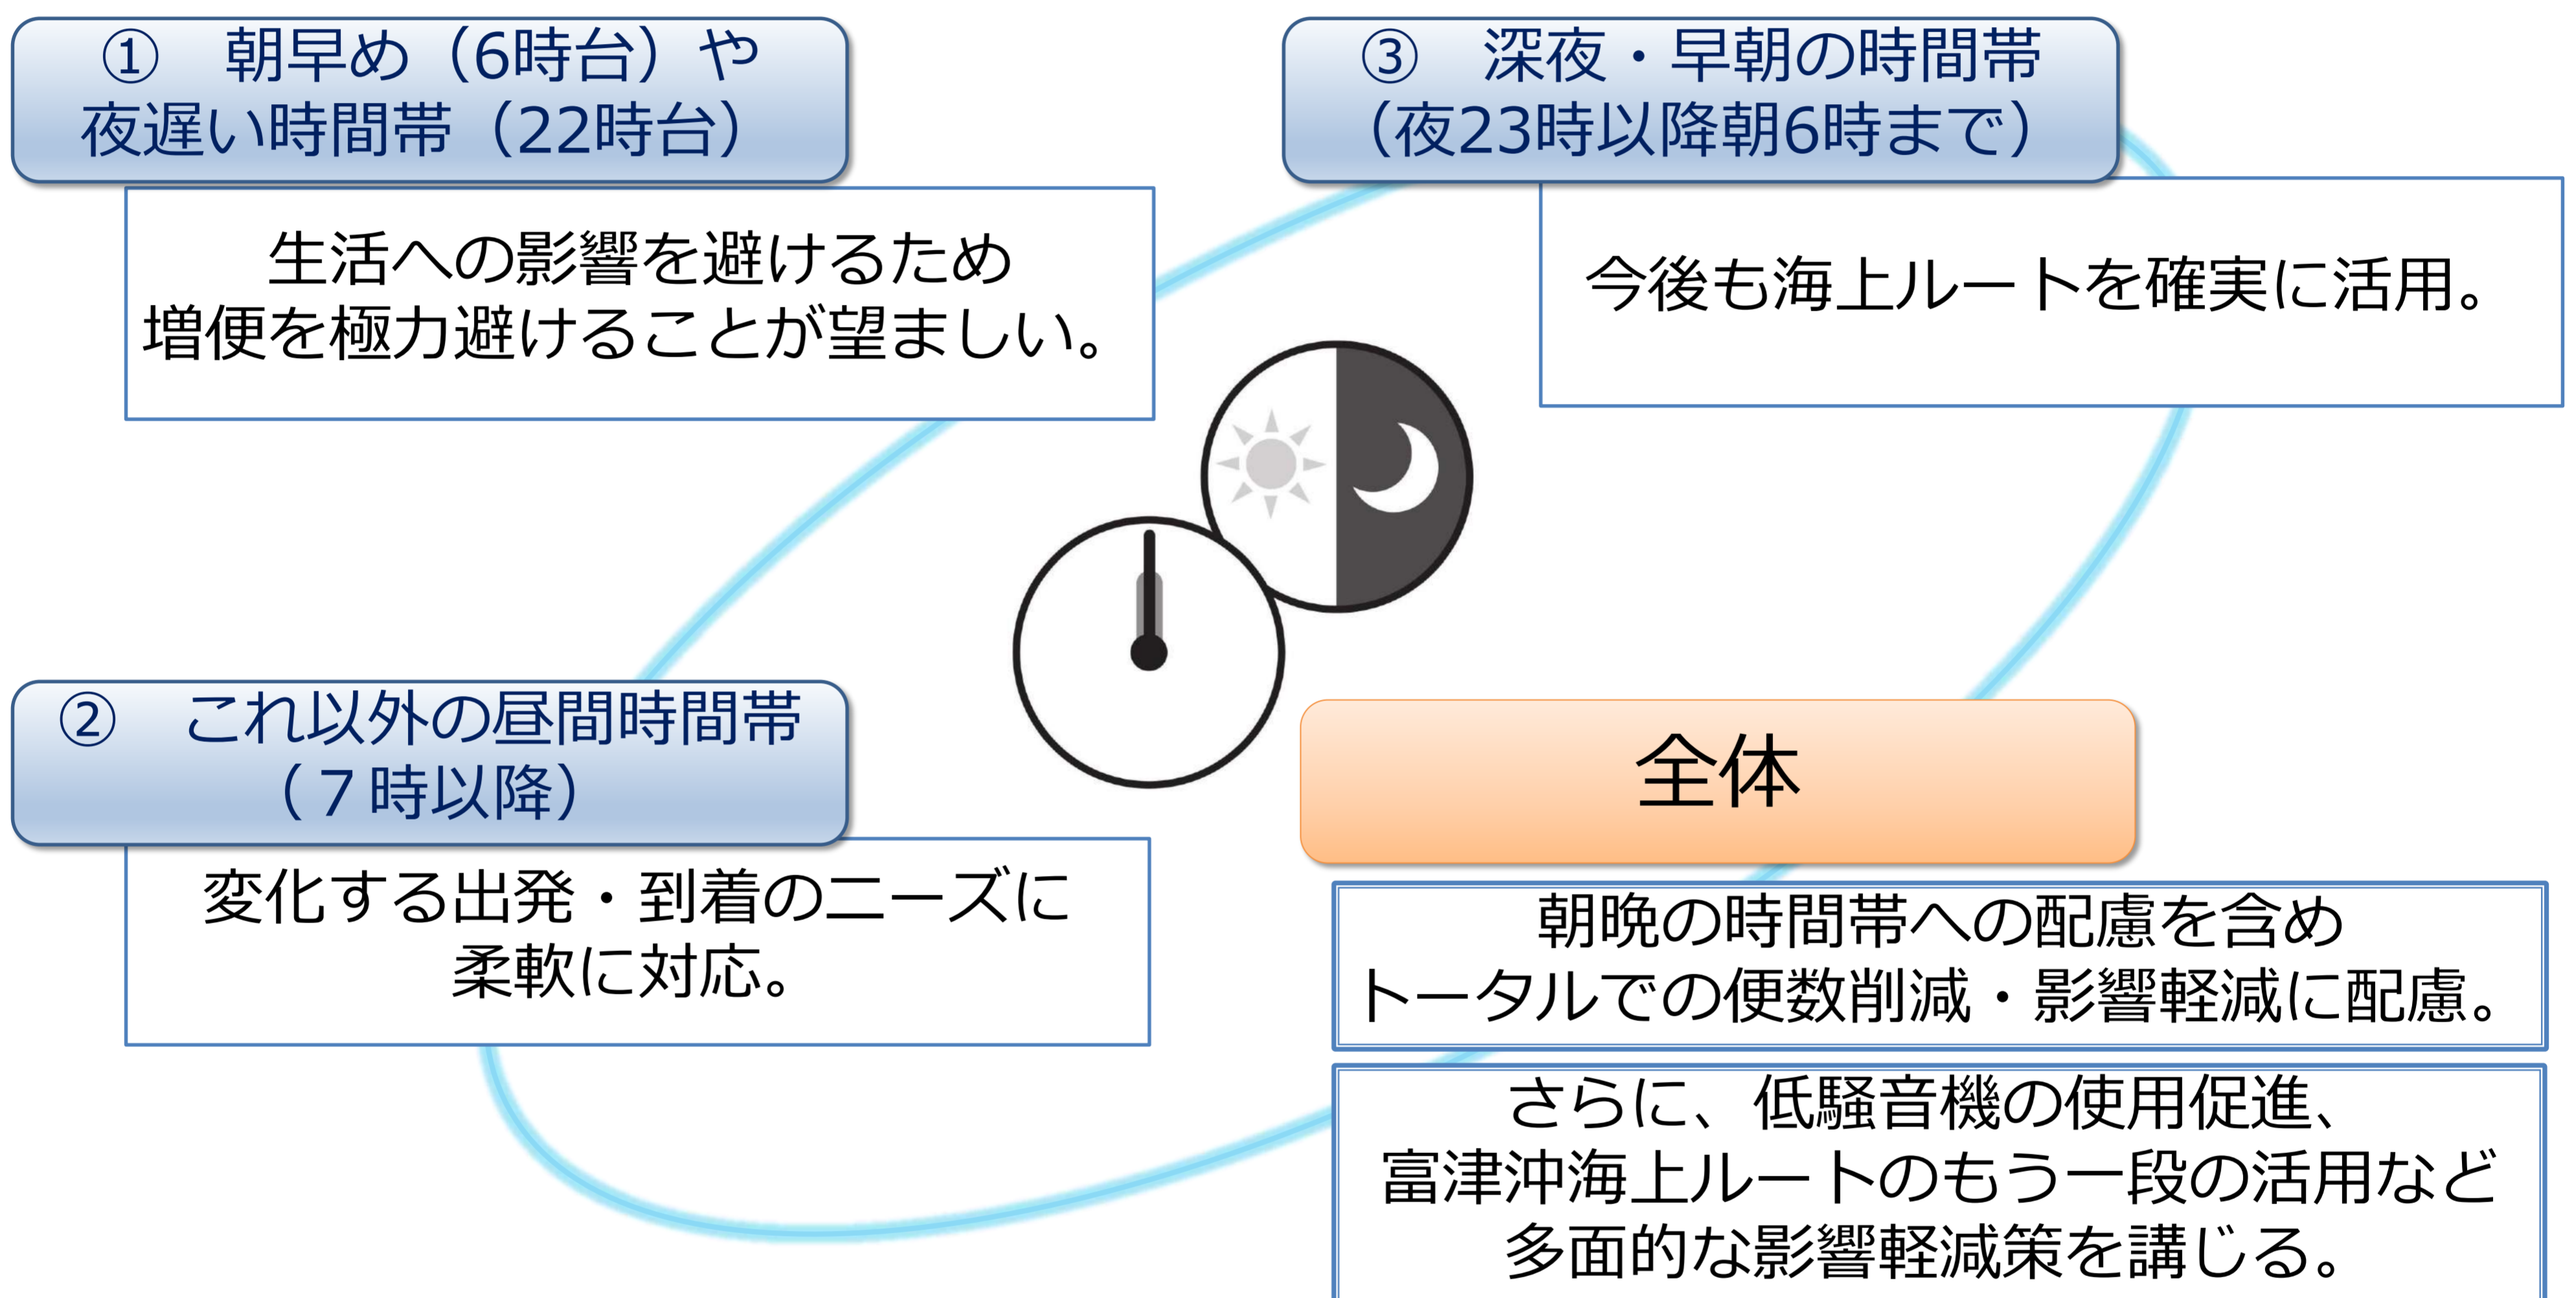 ① 朝早め（6時台）や
夜遅い時間帯（22時台）
生活への影響を避けるため
増便を極力避けることが望ましい。
② これ以外の昼間時間帯
（７時以降）
変化する出発・到着のニーズに
柔軟に対応。
③ 深夜・早朝の時間帯
（夜23時以降朝6時まで）
今後も海上ルートを確実に活用。
全体
朝晩の時間帯への配慮を含め
トータルでの便数削減・影響軽減に配慮。
さらに、低騒音機の使用促進、
富津沖海上ルートのもう一段の活用など
多面的な影響軽減策を講じる。